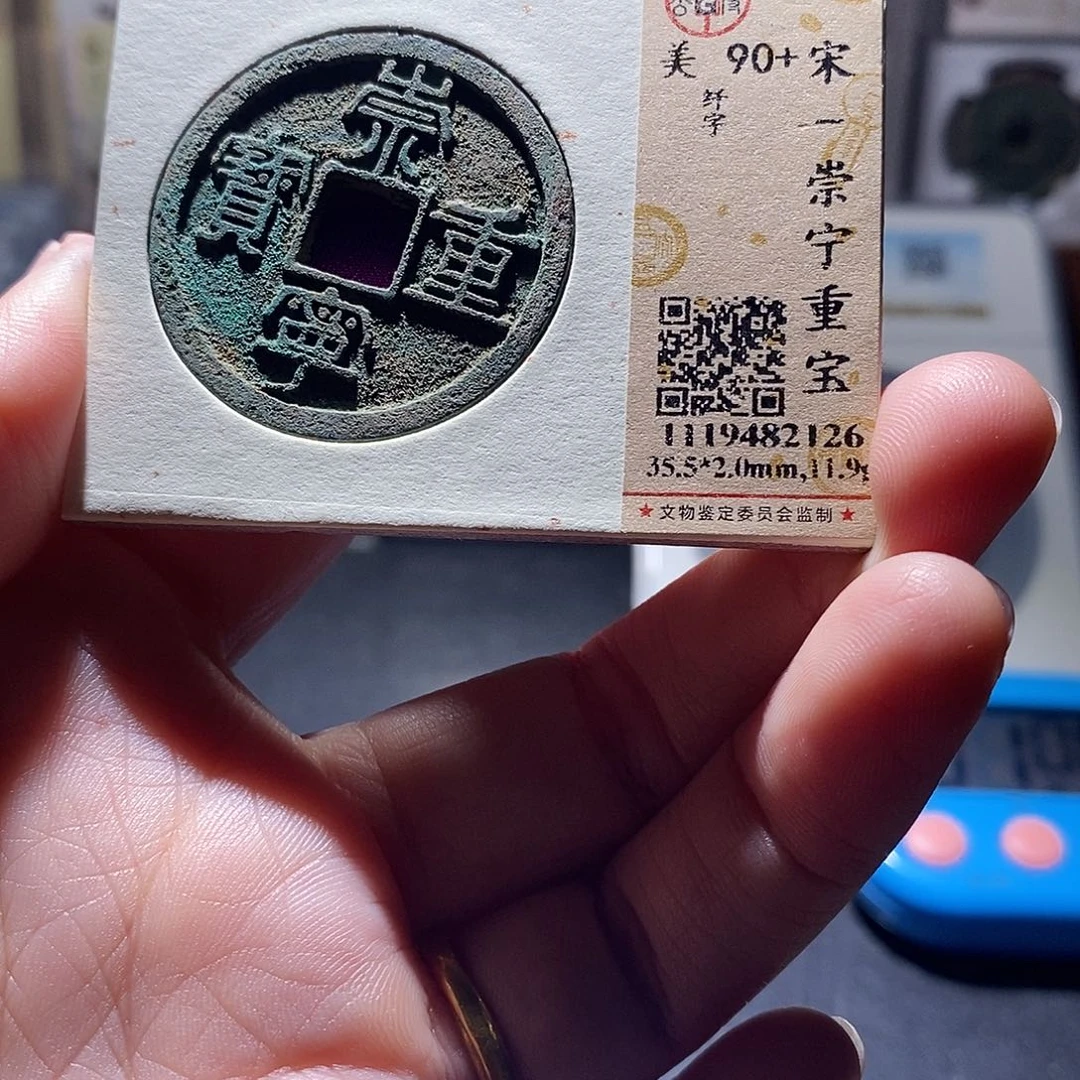 崇
重
寧
寶
美 90+
纤字
宋一崇宁重宝
1119482126
35.5*2.0mm,11.9g
★文物鉴定委员会监制★